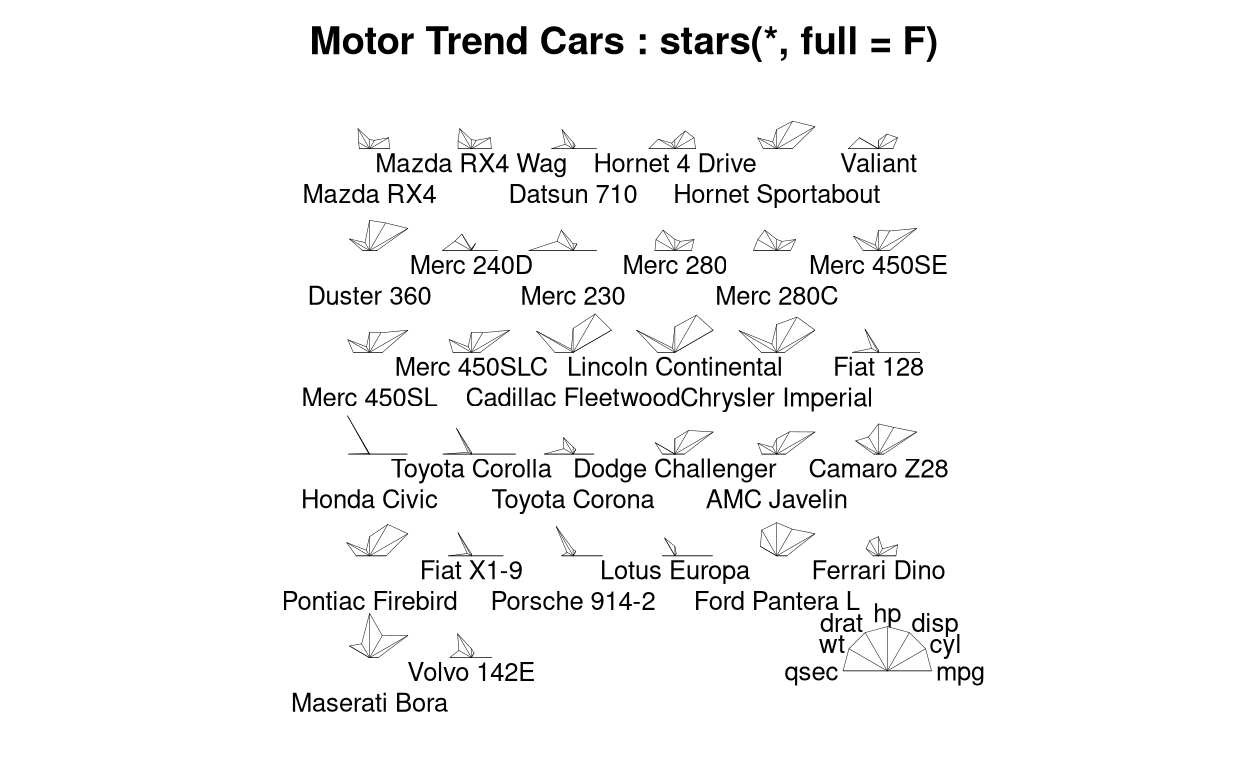 Motor Trend Cars : stars(*, full = F)
Mazda RX4 Wag Hornet 4 Drive Valiant
Mazda RX4 Datsun 710 Hornet Sportabout
Merc 240D Merc 280 Merc 450SE
Duster 360 Merc 230 Merc 280C
Merc 450SLC Lincoln Continental Fiat 128
Merc 450SL Cadillac Fleetwood Chrysler Imperial
Toyota Corolla Dodge Challenger Camaro Z28
Honda Civic Toyota Corona AMC Javelin
Fiat X1-9 Lotus Europa Ferrari Dino
Pontiac Firebird Porsche 914-2 Ford Pantera L
hp
drat disp
wt cyl
qsec mpg
Volvo 142E
Maserati Bora